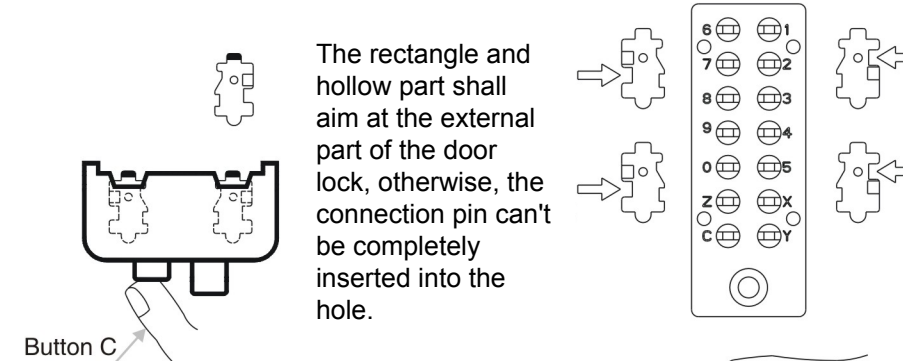 The rectangle and
hollow part shall
aim at the external
part of the door
lock, otherwise, the
connection pin can't
be completely
inserted into the
hole.
Button C
6 1
7 2
8 3
9 4
0 5
Z X
C Y